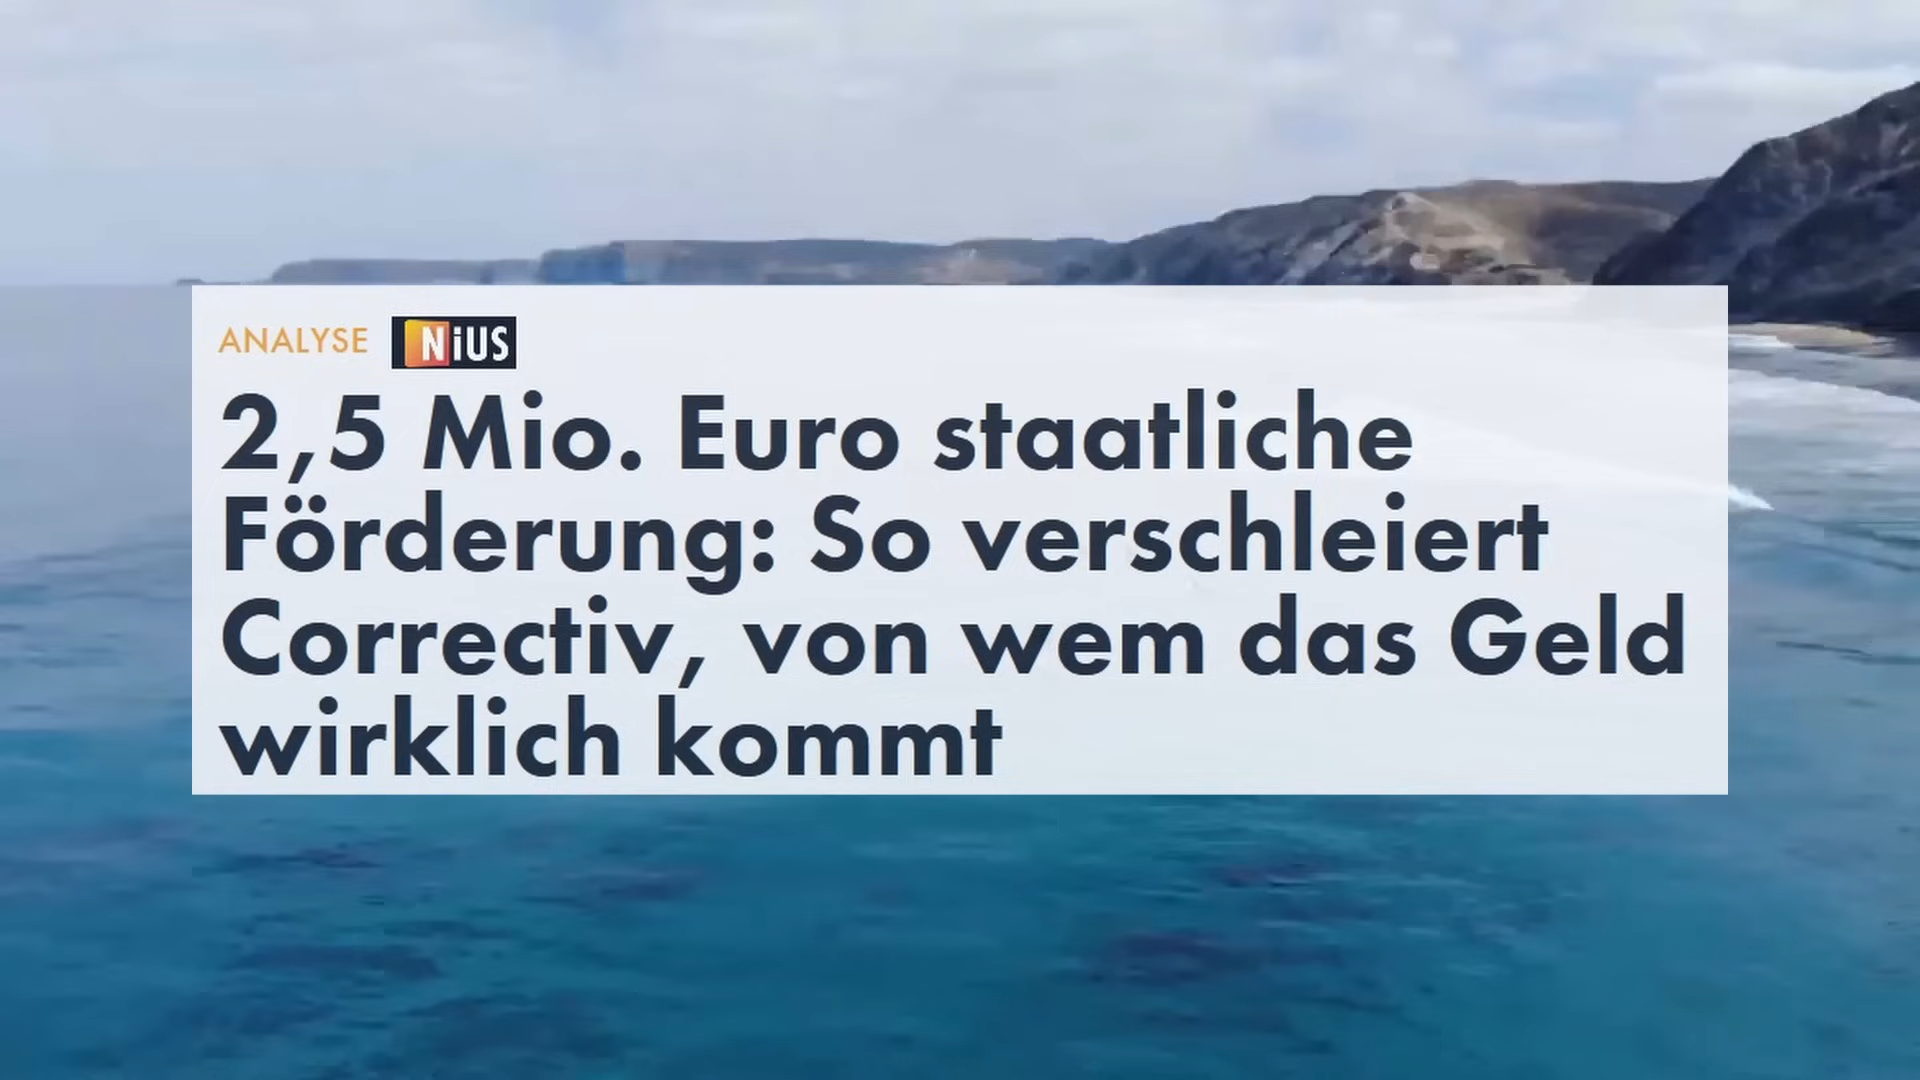 ANALYSE NiUS
2,5 Mio. Euro staatliche
Förderung: So verschleiert
Correctiv, von wem das Geld
wirklich kommt